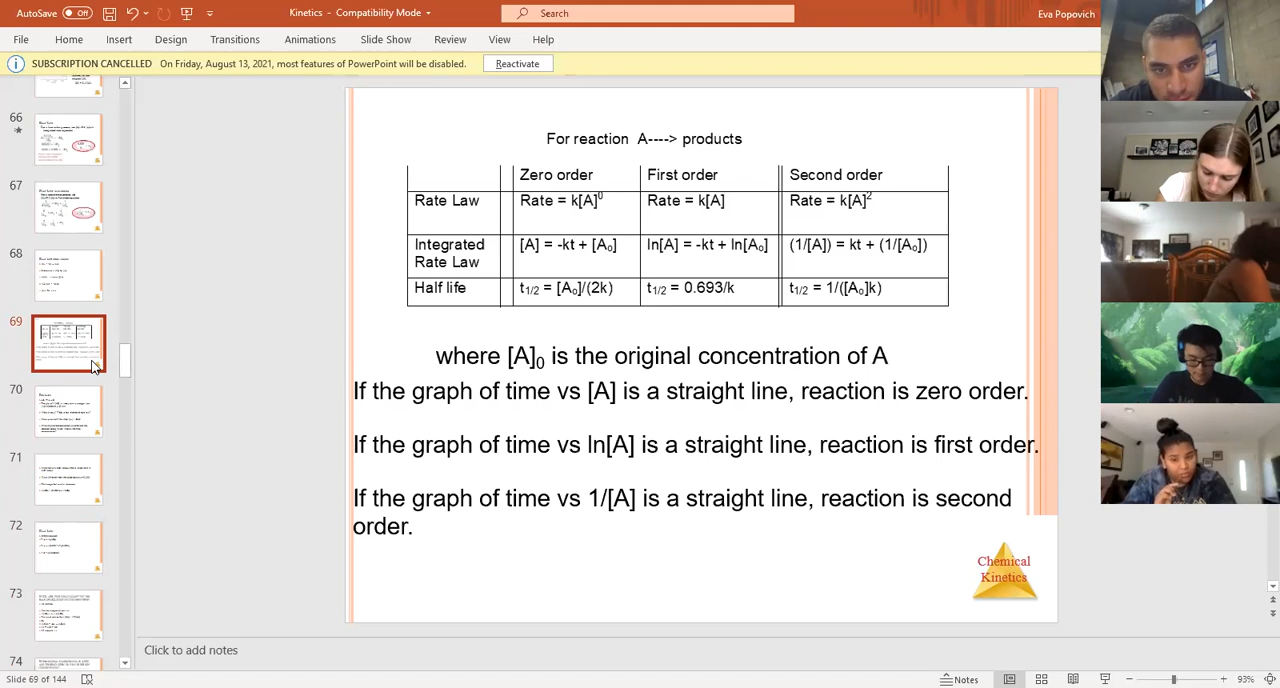 AutoSave Off
Kinetics - Compatibility Mode
Search
Eva Popovich
File Home Insert Design Transitions Animations Slide Show Review View Help
SUBSCRIPTION CANCELLED On Friday, August 13, 2021, most features of PowerPoint will be disabled. Reactivate
66
67
68
69
70
71
72
73
74
For reaction A----> products
Zero order First order Second order
Rate Law Rate = k[A]⁰ Rate = k[A] Rate = k[A]²
Integrated Rate Law [A] = -kt + [A₀] ln[A] = -kt + ln[A₀] (1/[A]) = kt + (1/[A₀])
Half life t₁/₂ = [A₀]/(2k) t₁/₂ = 0.693/k t₁/₂ = 1/([A₀]k)
where [A]₀ is the original concentration of A
If the graph of time vs [A] is a straight line, reaction is zero order.
If the graph of time vs ln[A] is a straight line, reaction is first order.
If the graph of time vs 1/[A] is a straight line, reaction is second
order.
Chemical
Kinetics
Click to add notes
Slide 69 of 144
Notes
93%